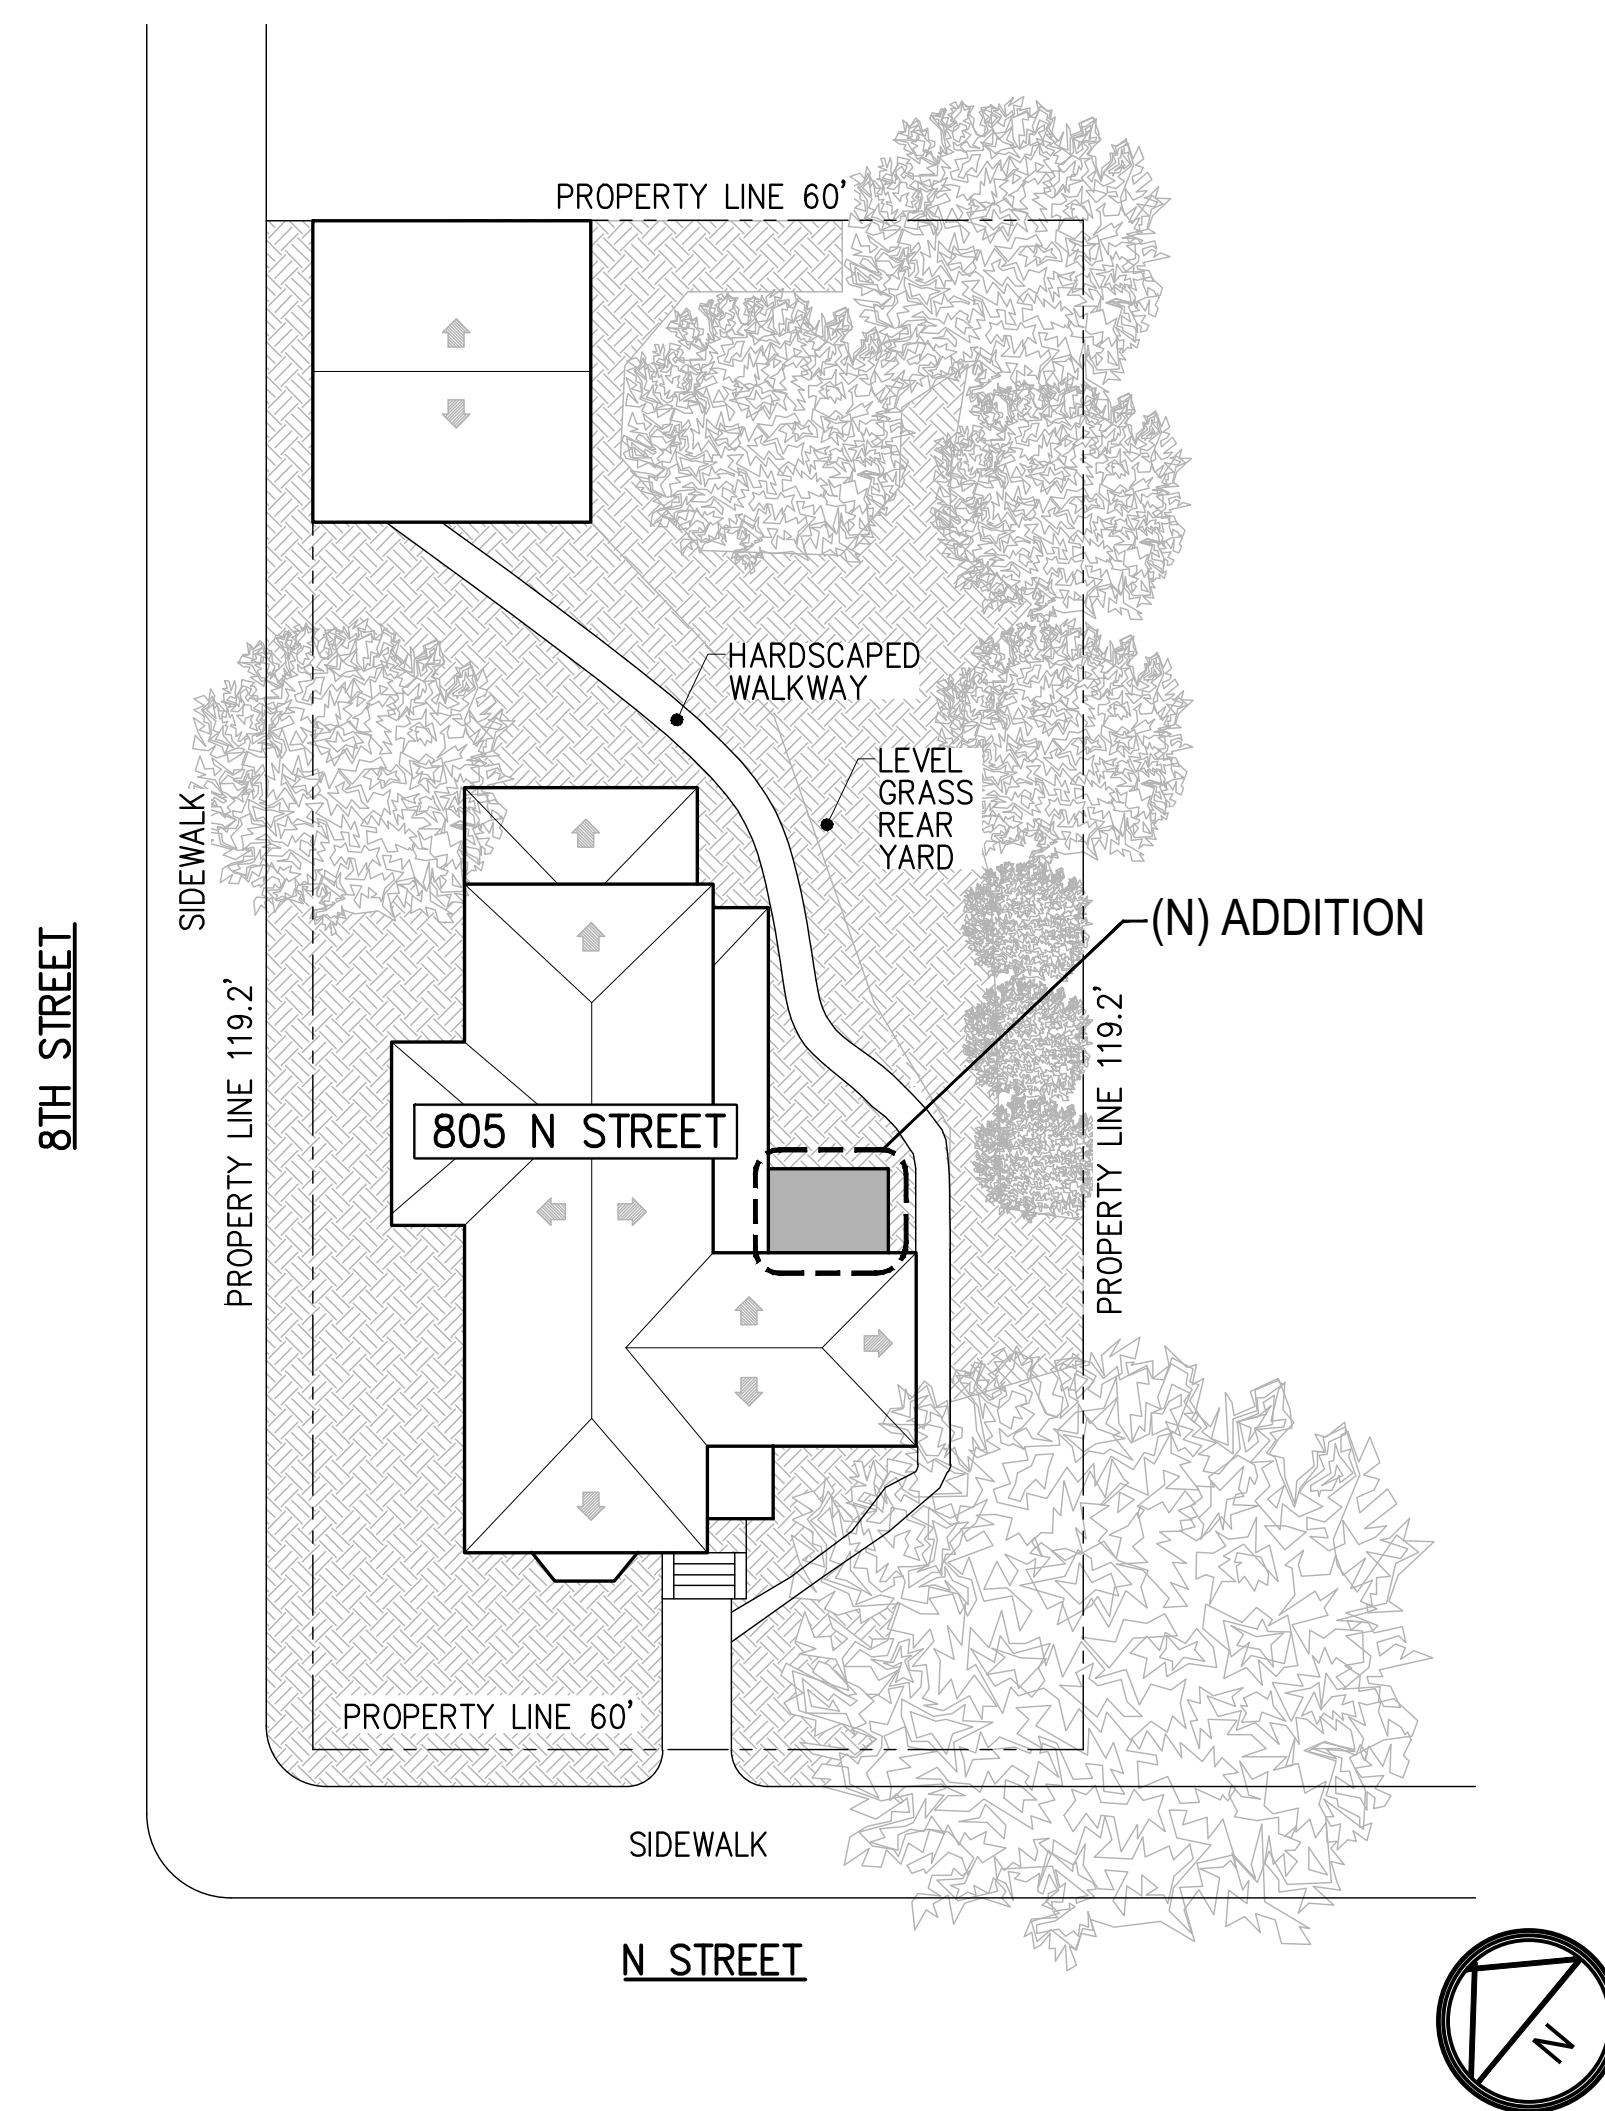 PROPERTY LINE 60'
HARDSCAPED
WALKWAY
LEVEL
GRASS
REAR
YARD
SIDEWALK
(N) ADDITION
8TH STREET
PROPERTY LINE 119.2'
PROPERTY LINE 119.2'
805 N STREET
PROPERTY LINE 60'
SIDEWALK
N STREET
N